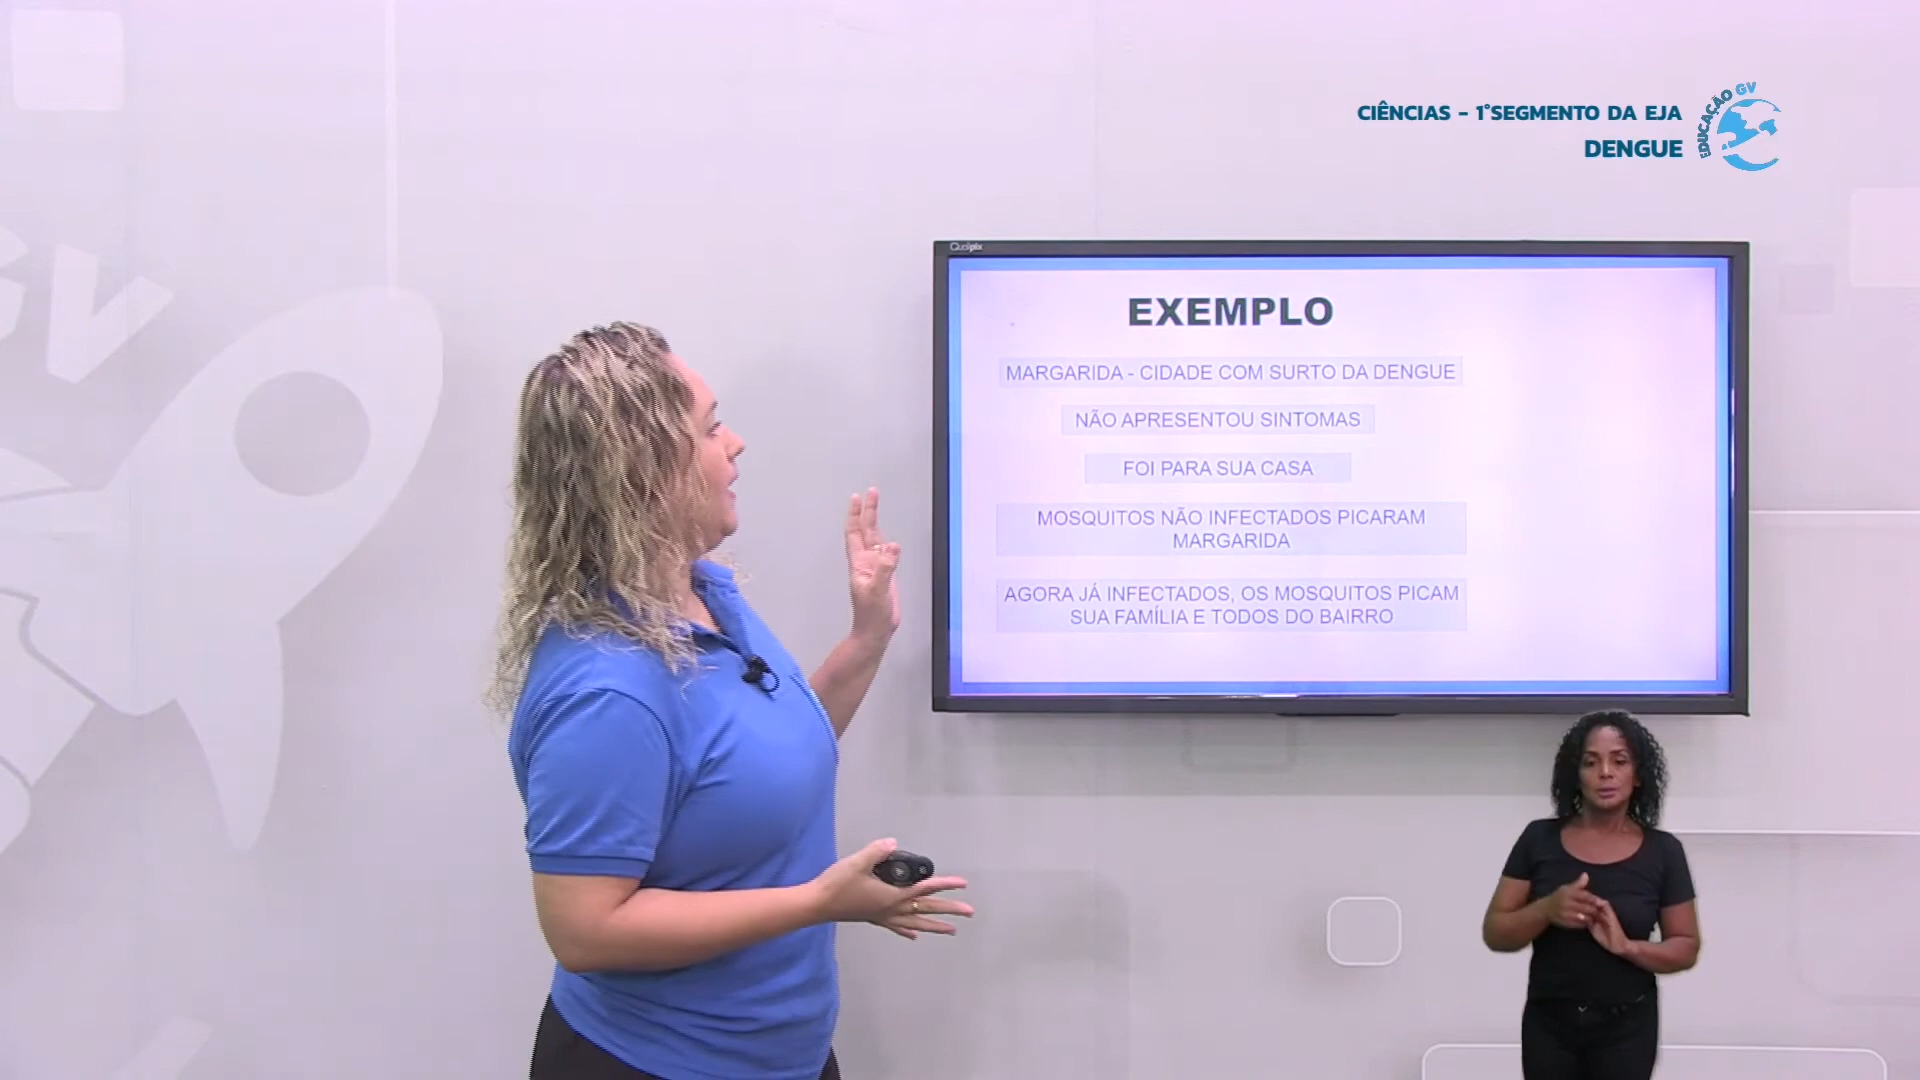 CIÊNCIAS - 1°SEGMENTO DA EJA
DENGUE
EDUCAÇÃO GV
Qualipix
EXEMPLO
MARGARIDA - CIDADE COM SURTO DA DENGUE
NÃO APRESENTOU SINTOMAS
FOI PARA SUA CASA
MOSQUITOS NÃO INFECTADOS PICARAM
MARGARIDA
AGORA JÁ INFECTADOS, OS MOSQUITOS PICAM
SUA FAMÍLIA E TODOS DO BAIRRO
GV